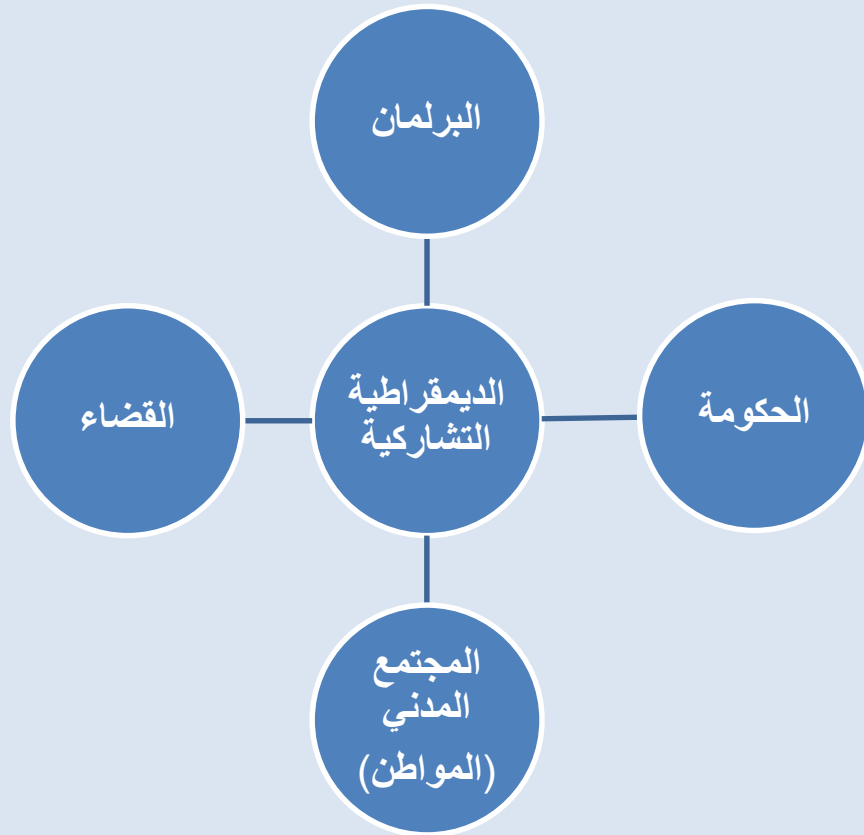 البرلمان
الحكومة
الديمقراطية
التشاركية
القضاء
المجتمع
المدني
(المواطن)